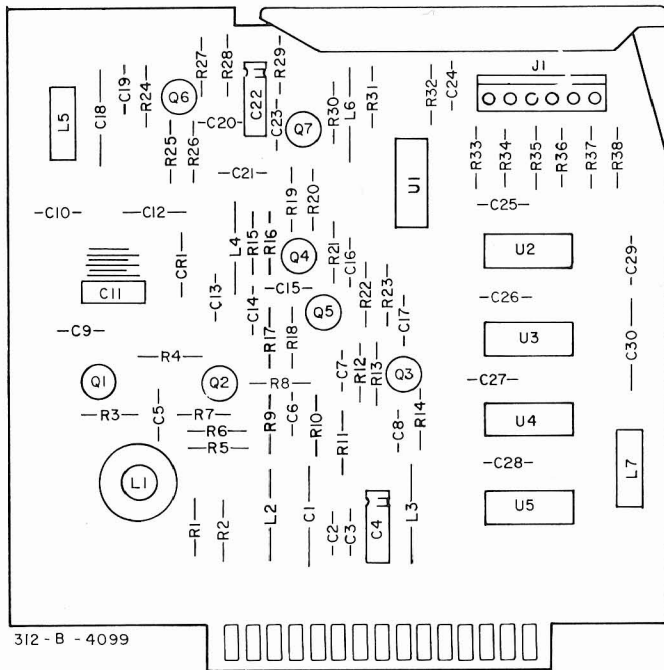 J1
R27
R28
R29
L5
C18
C19
R24
Q6
C22
R30
L6
R31
R32
C24
C20
C23
Q7
R25
R26
U1
R33
R34
R35
R36
R37
R38
C21
R19
R20
C10
C12
C25
L4
R15
R16
R21
CR1
Q4
U2
C11
C13
C15
C16
C29
C14
R22
R23
C26
C9
R17
R18
Q5
C17
U3
C30
R4
C7
R12
R13
Q3
Q1
Q2
R8
C27
R3
C5
R7
R9
C6
R10
U4
R6
R11
C8
R14
R5
C28
L7
L1
R1
R2
L2
C1
C2
C3
C4
L3
U5
312-B-4099